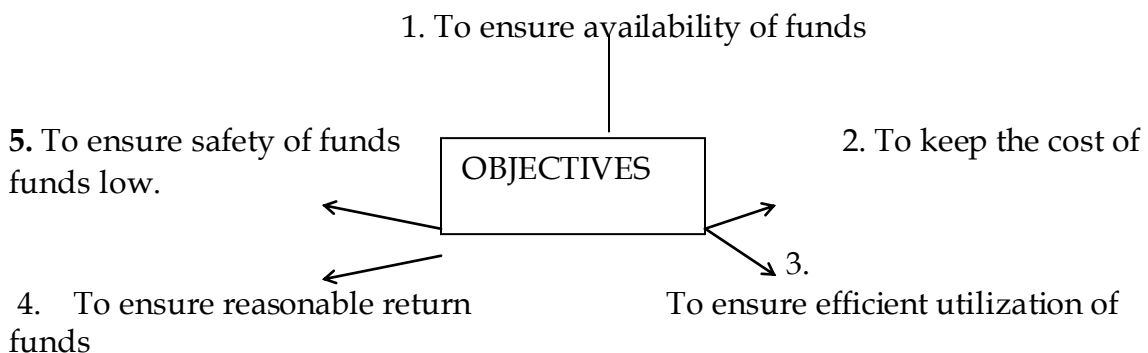 1. To ensure availability of funds
5. To ensure safety of funds 2. To keep the cost of
funds low.
OBJECTIVES
3.
4. To ensure reasonable return To ensure efficient utilization of
funds